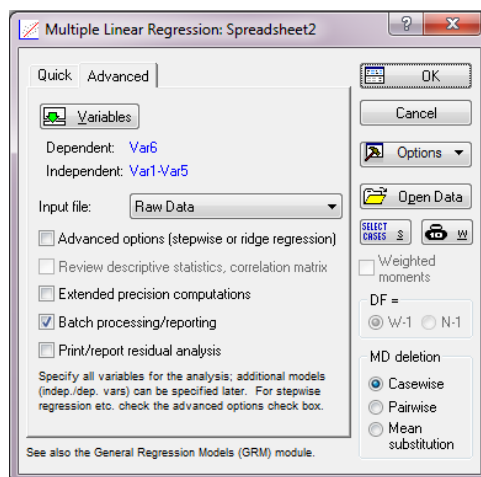 Multiple Linear Regression: Spreadsheet2
?
X
Quick
Advanced
Variables
Dependent: Var6
Independent: Var1-Var5
Input file: Raw Data
Advanced options (stepwise or ridge regression)
Review descriptive statistics, correlation matrix
Extended precision computations
Batch processing/reporting
Print/report residual analysis
Specify all variables for the analysis; additional models
(indep./dep. vars) can be specified later. For stepwise
regression etc. check the advanced options check box.
See also the General Regression Models (GRM) module.
OK
Cancel
Options
Open Data
SELECT
CASES S
W
Weighted
moments
DF =
W-1 N-1
MD deletion
Casewise
Pairwise
Mean
substitution